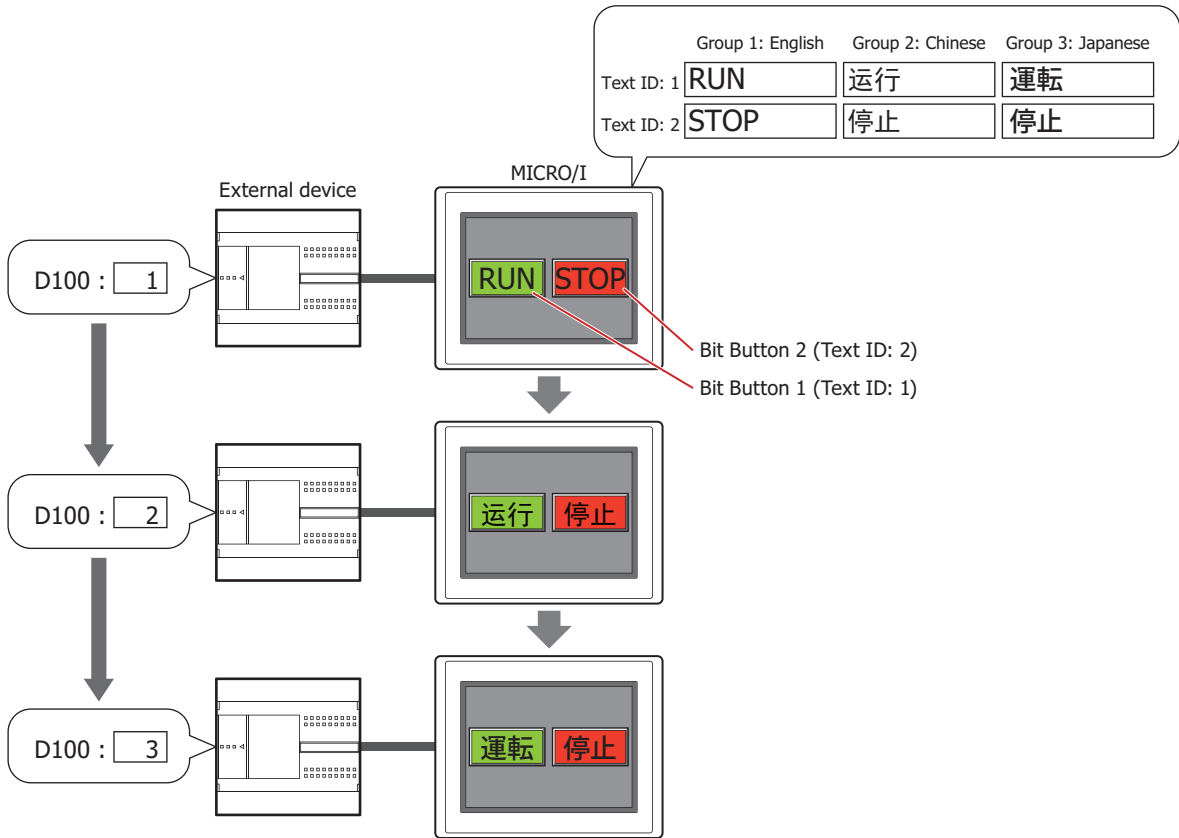 Group 1: English Group 2: Chinese Group 3: Japanese
Text ID: 1 RUN 运行 運転
Text ID: 2 STOP 停止 停止
MICRO/I
External device
D100 : 1
RUN STOP
Bit Button 2 (Text ID: 2)
Bit Button 1 (Text ID: 1)
D100 : 2
运行 停止
D100 : 3
運転 停止